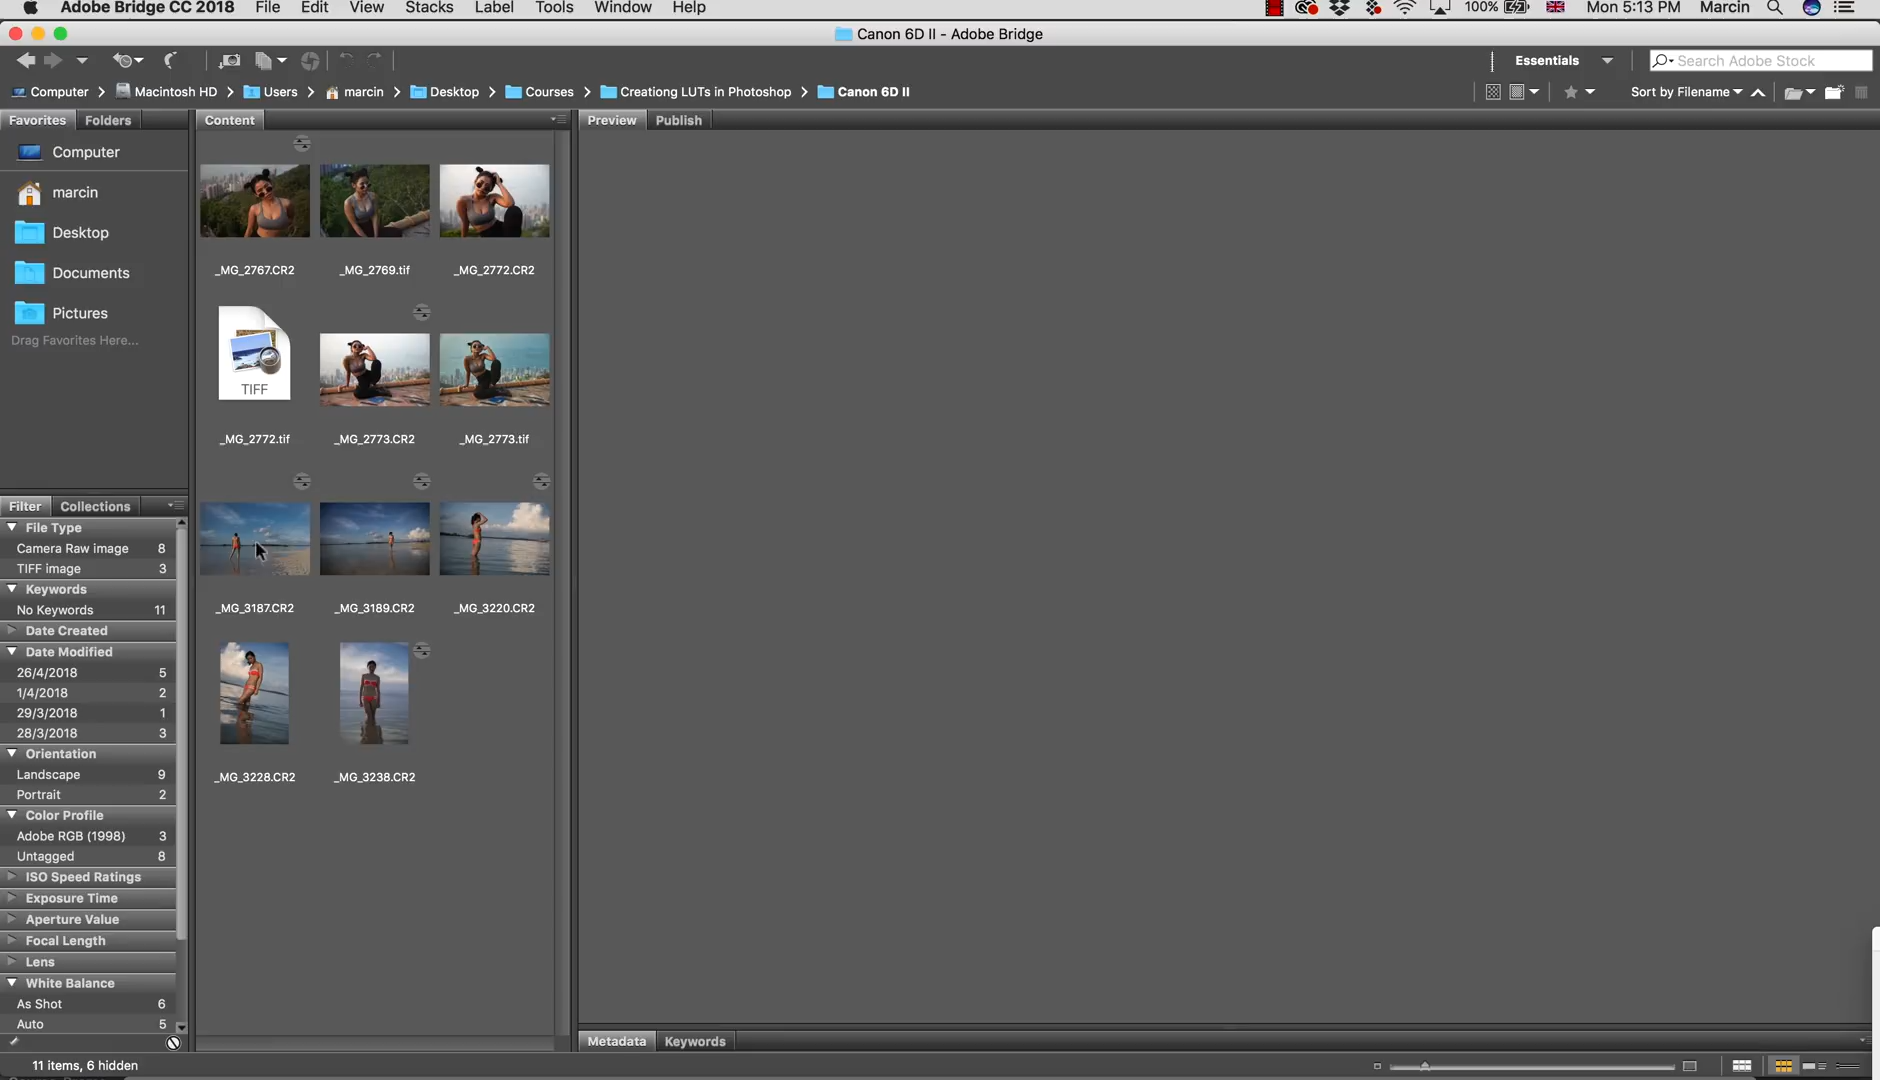 Adobe Bridge CC 2018 File Edit View Stacks Label Tools Window Help 100% Mon 5:13 PM Marcin
Canon 6D II - Adobe Bridge
Essentials Search Adobe Stock
Computer Macintosh HD Users marcin Desktop Courses Creationg LUTs in Photoshop Canon 6D II Sort by Filename
Favorites Folders Content Preview Publish
Computer
marcin
Desktop
Documents
Pictures
Drag Favorites Here...
_MG_2767.CR2 _MG_2769.tif _MG_2772.CR2
TIFF
_MG_2772.tif _MG_2773.CR2 _MG_2773.tif
_MG_3187.CR2 _MG_3189.CR2 _MG_3220.CR2
_MG_3228.CR2 _MG_3238.CR2
Filter Collections
File Type
Camera Raw image 8
TIFF image 3
Keywords
No Keywords 11
Date Created
Date Modified
26/4/2018 5
1/4/2018 2
29/3/2018 1
28/3/2018 3
Orientation
Landscape 9
Portrait 2
Color Profile
Adobe RGB (1998) 3
Untagged 8
ISO Speed Ratings
Exposure Time
Aperture Value
Focal Length
Lens
White Balance
As Shot 6
Auto 5
Metadata Keywords
11 items, 6 hidden